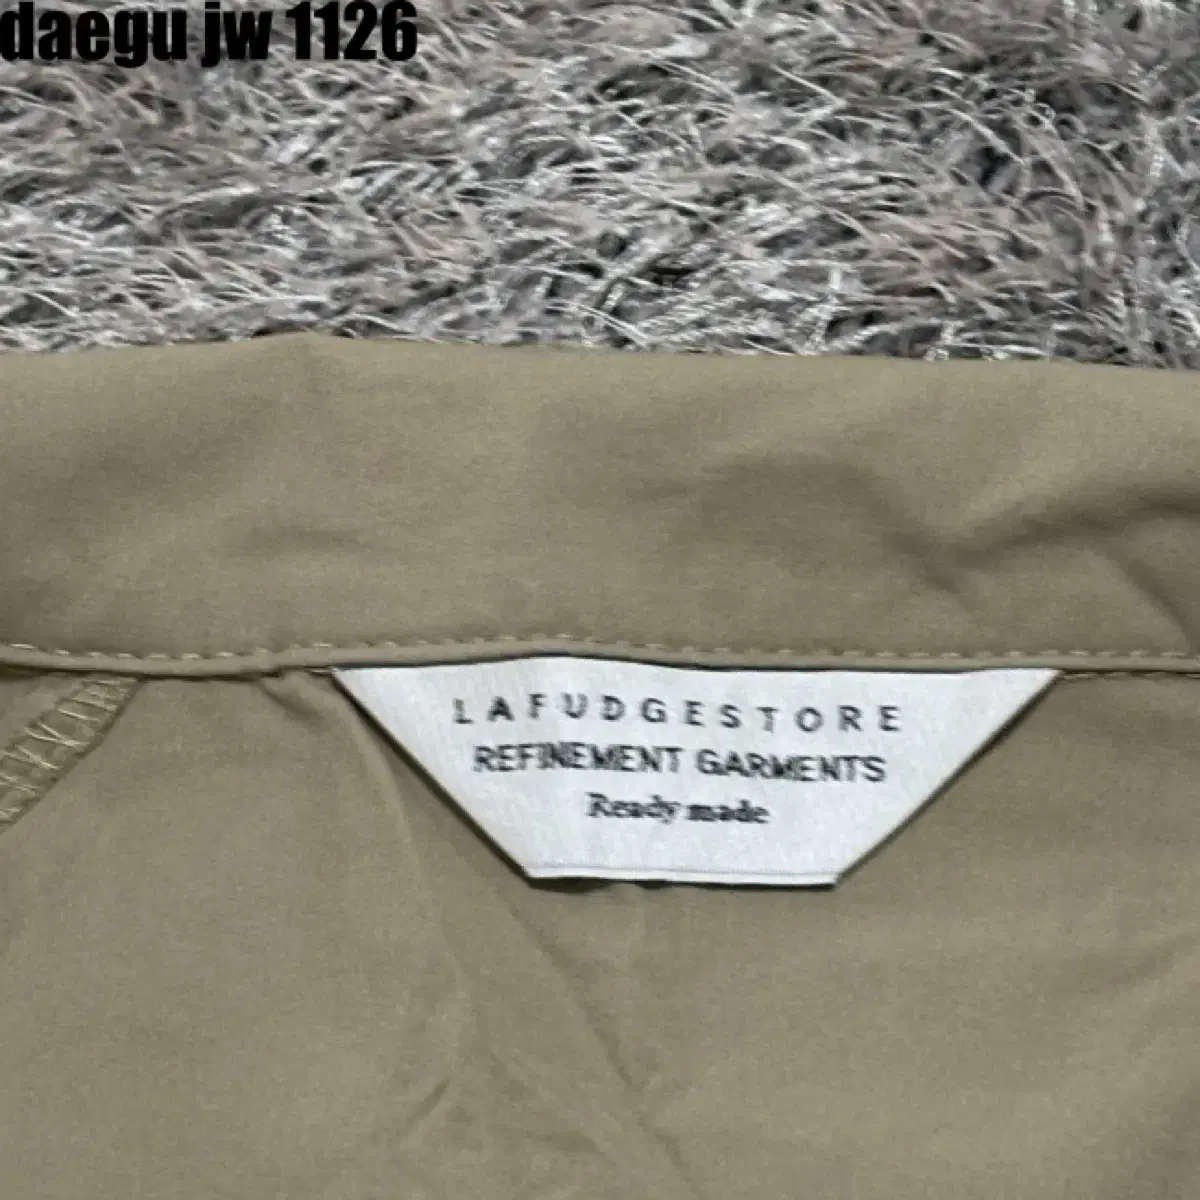 daegu jw 1126
LAFUDGESTORE
REFINEMENT GARMENTS
Ready made